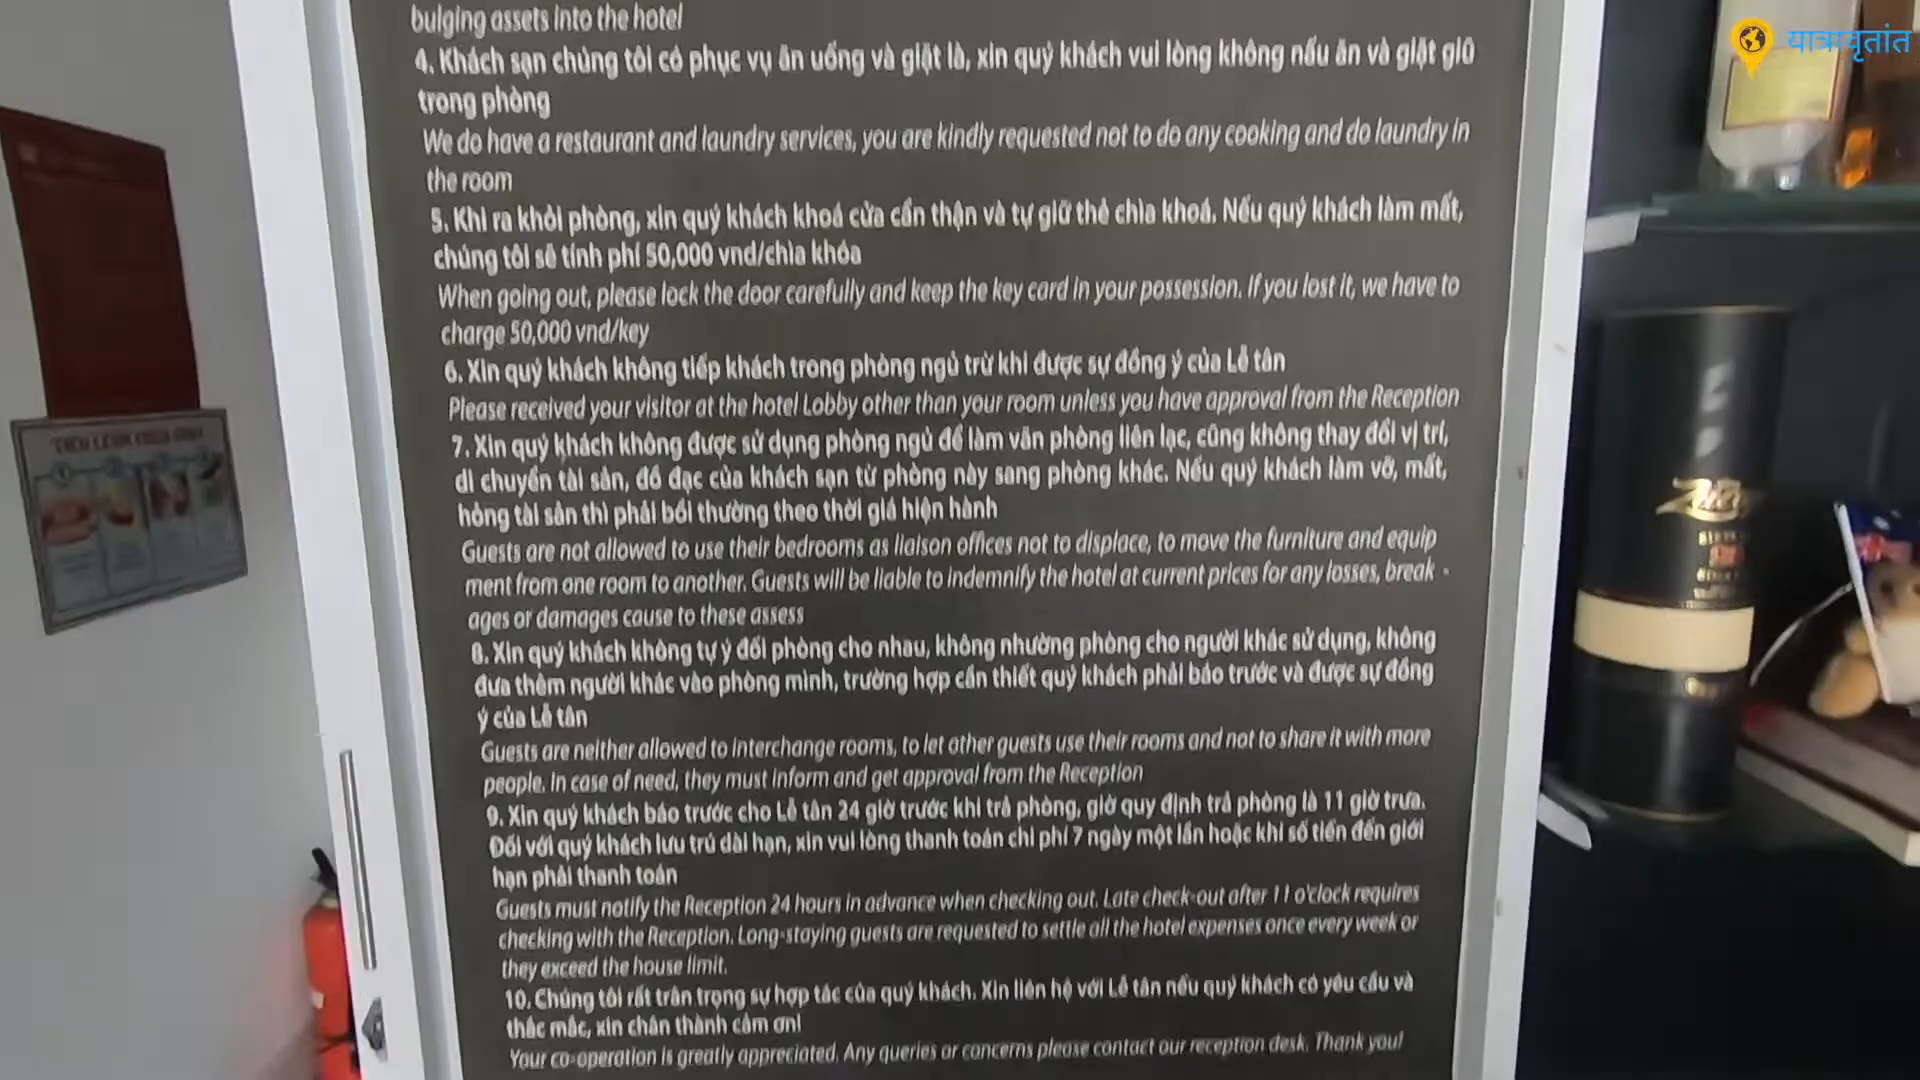 यात्रावृतांत
bulging assets into the hotel
4. Khách sạn chúng tôi có phục vụ ăn uống và giặt là, xin quý khách vui lòng không nấu ăn và giặt giũ
trong phòng
We do have a restaurant and laundry services, you are kindly requested not to do any cooking and do laundry in
the room
5. Khi ra khỏi phòng, xin quý khách khoá cửa cẩn thận và tự giữ thẻ chìa khoá. Nếu quý khách làm mất,
chúng tôi sẽ tính phí 50,000 vnd/chìa khóa
When going out, please lock the door carefully and keep the key card in your possession. If you lost it, we have to
charge 50,000 vnd/key
6. Xin quý khách không tiếp khách trong phòng ngủ trừ khi được sự đồng ý của Lễ tân
Please received your visitor at the hotel Lobby other than your room unless you have approval from the Reception
7. Xin quý khách không được sử dụng phòng ngủ để làm văn phòng liên lạc, cũng không thay đổi vị trí,
di chuyển tài sản, đồ đạc của khách sạn từ phòng này sang phòng khác. Nếu quý khách làm vỡ, mất,
hỏng tài sản thì phải bồi thường theo thời giá hiện hành
Guests are not allowed to use their bedrooms as liaison offices not to displace, to move the furniture and equip
ment from one room to another. Guests will be liable to indemnify the hotel at current prices for any losses, break -
ages or damages cause to these assess
8. Xin quý khách không tự ý đổi phòng cho nhau, không nhường phòng cho người khác sử dụng, không
đưa thêm người khác vào phòng mình, trường hợp cần thiết quý khách phải báo trước và được sự đồng
ý của Lễ tân
Guests are neither allowed to interchange rooms, to let other guests use their rooms and not to share it with more
people. In case of need, they must inform and get approval from the Reception
9. Xin quý khách báo trước cho Lễ tân 24 giờ trước khi trả phòng, giờ quy định trả phòng là 11 giờ trưa.
Đối với quý khách lưu trú dài hạn, xin vui lòng thanh toán chi phí 7 ngày một lần hoặc khi số tiền đến giới
hạn phải thanh toán
Guests must notify the Reception 24 hours in advance when checking out. Late check-out after 11 o'clock requires
checking with the Reception. Long-staying guests are requested to settle all the hotel expenses once every week or
they exceed the house limit.
10. Chúng tôi rất trân trọng sự hợp tác của quý khách. Xin liên hệ với Lễ tân nếu quý khách có yêu cầu và
thắc mắc, xin chân thành cảm ơn!
Your co-operation is greatly appreciated. Any queries or concerns please contact our reception desk. Thank you!